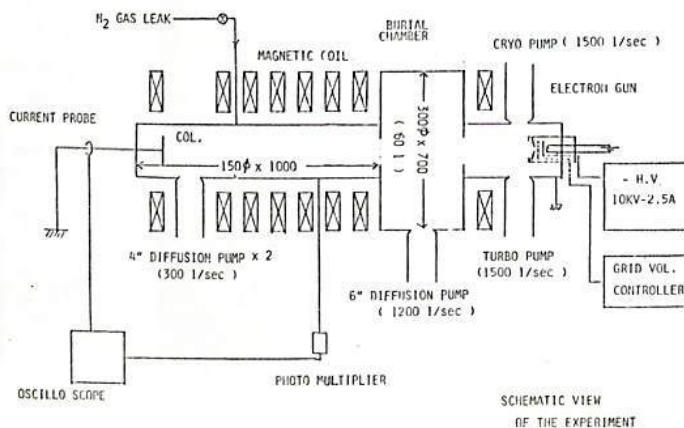 N₂ GAS LEAK
BURIAL
CHAMBER
MAGNETIC COIL
CRYO PUMP ( 1500 l/sec )
ELECTRON GUN
CURRENT PROBE
COL.
150φ x 1000
300φ x 700
( 60 l )
- H.V.
10KV-2.5A
4" DIFFUSION PUMP x 2
(300 l/sec )
TURBO PUMP
(1500 l/sec)
GRID VOL.
CONTROLLER
6" DIFFUSION PUMP
( 1200 l/sec )
OSCILLO SCOPE
PHOTO MULTIPLIER
SCHEMATIC VIEW
OF THE EXPERIMENT